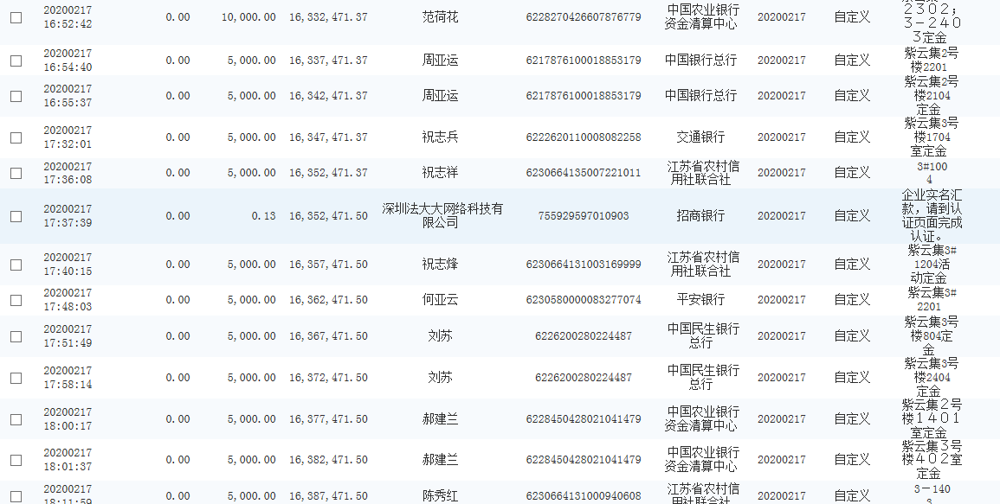 20200217
16:52:42
0.00
10,000.00
16,332,471.37
范荷花
6228270426607876779
中国农业银行
资金清算中心
20200217
自定义
２３０２；
３－２４０
３定金
20200217
16:54:40
0.00
5,000.00
16,337,471.37
周亚运
6217876100018853179
中国银行总行
20200217
自定义
紫云集2号
楼2201
20200217
16:55:37
0.00
5,000.00
16,342,471.37
周亚运
6217876100018853179
中国银行总行
20200217
自定义
紫云集2号
楼2104
定金
20200217
17:32:01
0.00
5,000.00
16,347,471.37
祝志兵
6222620110008082258
交通银行
20200217
自定义
紫云集3号
楼1704
室定金
20200217
17:36:08
0.00
5,000.00
16,352,471.37
祝志祥
6230664135007221011
江苏省农村信
用社联合社
20200217
自定义
3#100
4
20200217
17:37:39
0.00
0.13
16,352,471.50
深圳法大大网络科技有
限公司
755929597010903
招商银行
20200217
自定义
企业实名汇
款，请到认
证页面完成
认证。
20200217
17:40:15
0.00
5,000.00
16,357,471.50
祝志烽
6230664131003169999
江苏省农村信
用社联合社
20200217
自定义
紫云集3#
1204活
动定金
20200217
17:48:03
0.00
5,000.00
16,362,471.50
何亚云
6230580000083277074
平安银行
20200217
自定义
紫云集3#
2201
20200217
17:51:49
0.00
5,000.00
16,367,471.50
刘苏
6226200280224487
中国民生银行
总行
20200217
自定义
紫云集3号
楼804定
金
20200217
17:58:14
0.00
5,000.00
16,372,471.50
刘苏
6226200280224487
中国民生银行
总行
20200217
自定义
紫云集3号
楼2404
定金
20200217
18:00:17
0.00
5,000.00
16,377,471.50
郝建兰
6228450428021041479
中国农业银行
资金清算中心
20200217
自定义
紫云集２号
楼１４０１
室定金
20200217
18:01:37
0.00
5,000.00
16,382,471.50
郝建兰
6228450428021041479
中国农业银行
资金清算中心
20200217
自定义
紫云集３号
楼４０２室
定金
20200217
18:11:59
0.00
5,000.00
16,387,471.50
陈秀红
6230664131000940608
江苏省农村信
用社联合社
20200217
自定义
3－140